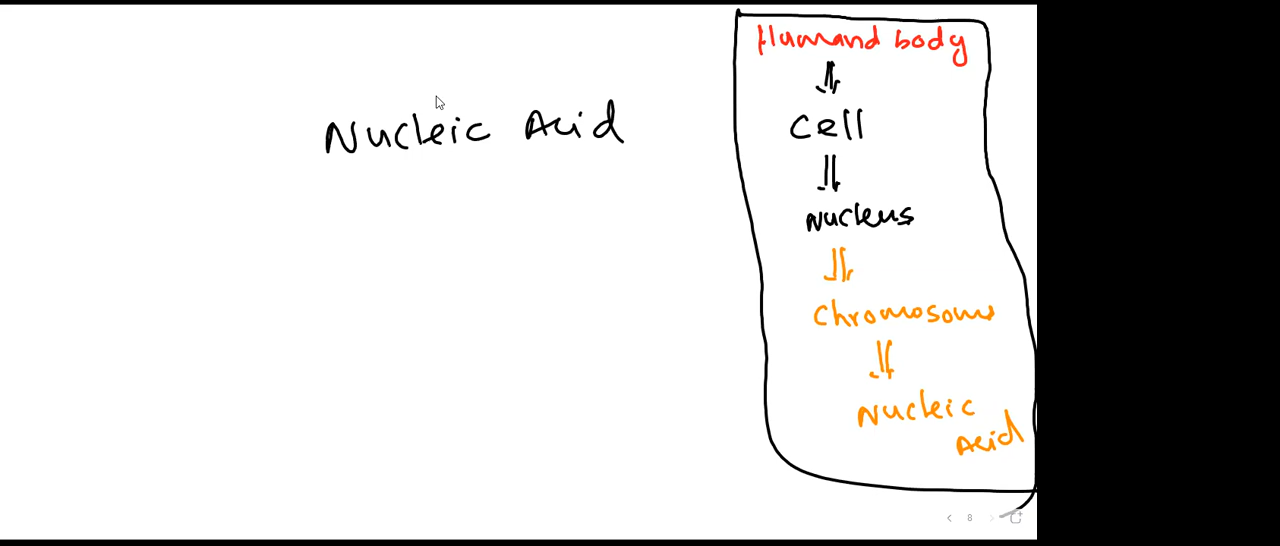 Nucleic Acid
Humand body
Cell
Nucleus
Chromosome
Nucleic
Acid
8